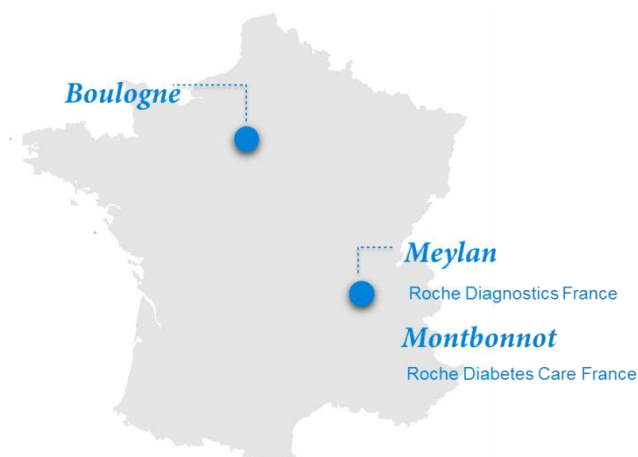 Boulogne
Meylan
Roche Diagnostics France
Montbonnot
Roche Diabetes Care France